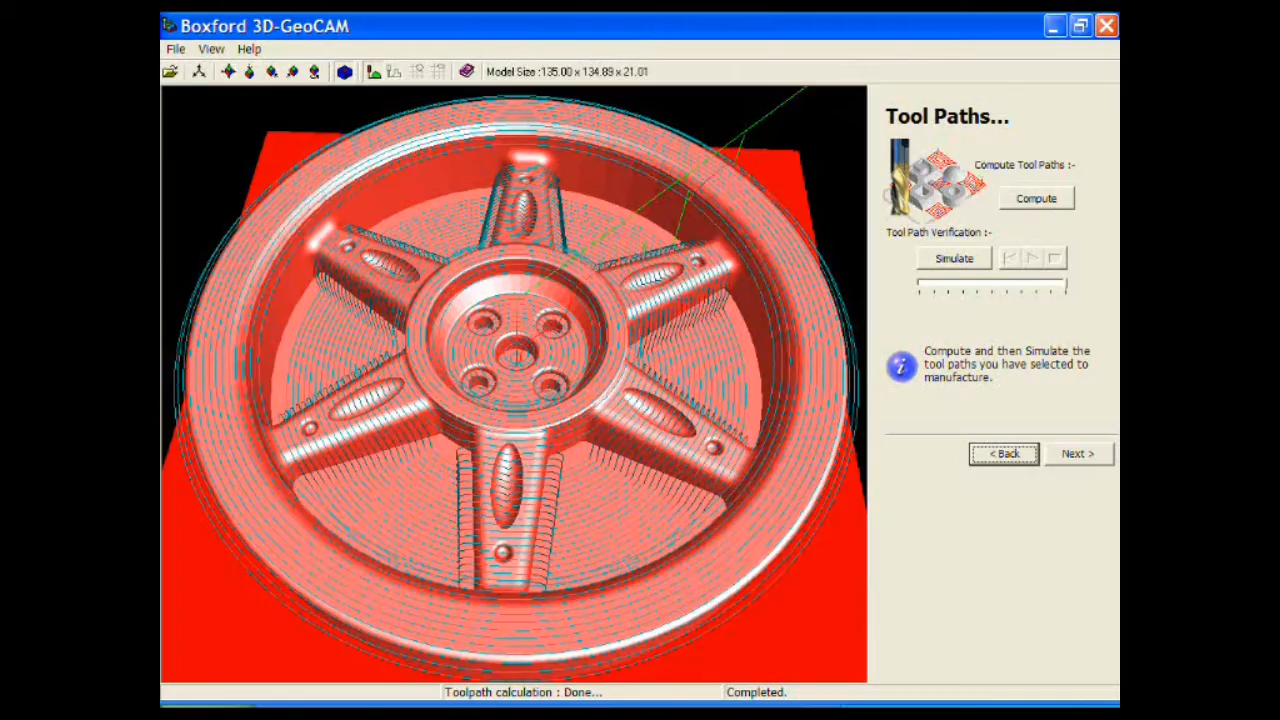 Boxford 3D-GeoCAM
File View Help
Model Size :135.00 x 134.89 x 21.01
Tool Paths...
Compute Tool Paths :-
Compute
Tool Path Verification :-
Simulate
Compute and then Simulate the
tool paths you have selected to
manufacture.
< Back Next >
Toolpath calculation : Done... Completed.